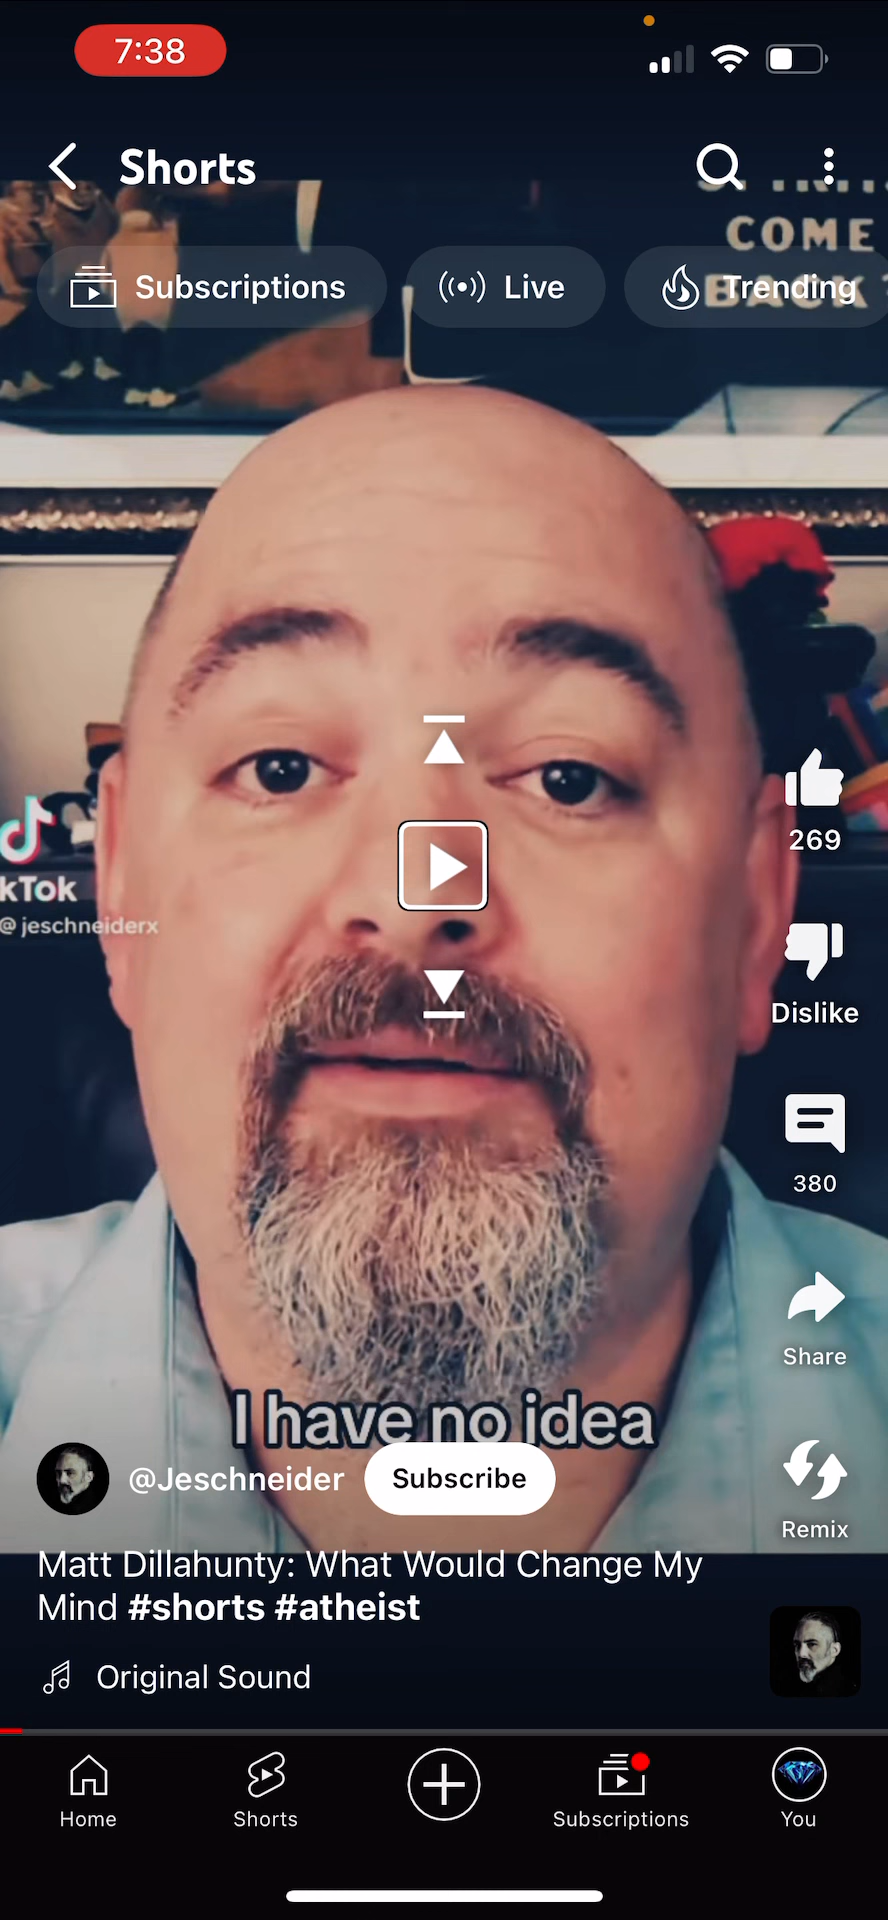 7:38
Shorts
COME
BACK
Subscriptions
Live
Trending
kTok
@jeschneiderx
269
Dislike
380
Share
I have no idea
@Jeschneider
Subscribe
Remix
Matt Dillahunty: What Would Change My
Mind #shorts #atheist
Original Sound
Home
Shorts
Subscriptions
You